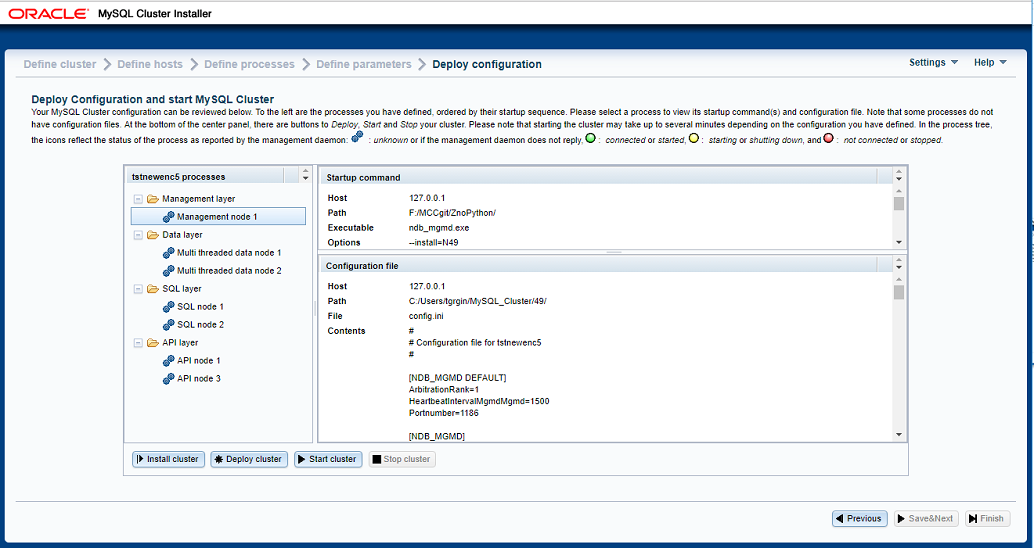 ORACLE® MySQL Cluster Installer
Define cluster Define hosts Define processes Define parameters Deploy configuration Settings Help
Deploy Configuration and start MySQL Cluster
Your MySQL Cluster configuration can be reviewed below. To the left are the processes you have defined, ordered by their startup sequence. Please select a process to view its startup command(s) and configuration file. Note that some processes do not
have configuration files. At the bottom of the center panel, there are buttons to Deploy, Start and Stop your cluster. Please note that starting the cluster may take up to several minutes depending on the configuration you have defined. In the process tree,
the icons reflect the status of the process as reported by the management daemon: : unknown or if the management daemon does not reply, : connected or started, : starting or shutting down, and : not connected or stopped.
tstnewenc5 processes
Management layer
Management node 1
Data layer
Multi threaded data node 1
Multi threaded data node 2
SQL layer
SQL node 1
SQL node 2
API layer
API node 1
API node 3
Startup command
Host 127.0.0.1
Path F:/MCCgit/ZnoPython/
Executable ndb_mgmd.exe
Options --install=N49
Configuration file
Host 127.0.0.1
Path C:/Users/tgrgin/MySQL_Cluster/49/
File config.ini
Contents #
# Configuration file for tstnewenc5
#
[NDB_MGMD DEFAULT]
ArbitrationRank=1
HeartbeatIntervalMgmdMgmd=1500
Portnumber=1186
[NDB_MGMD]
Install cluster Deploy cluster Start cluster Stop cluster
Previous Save&Next Finish